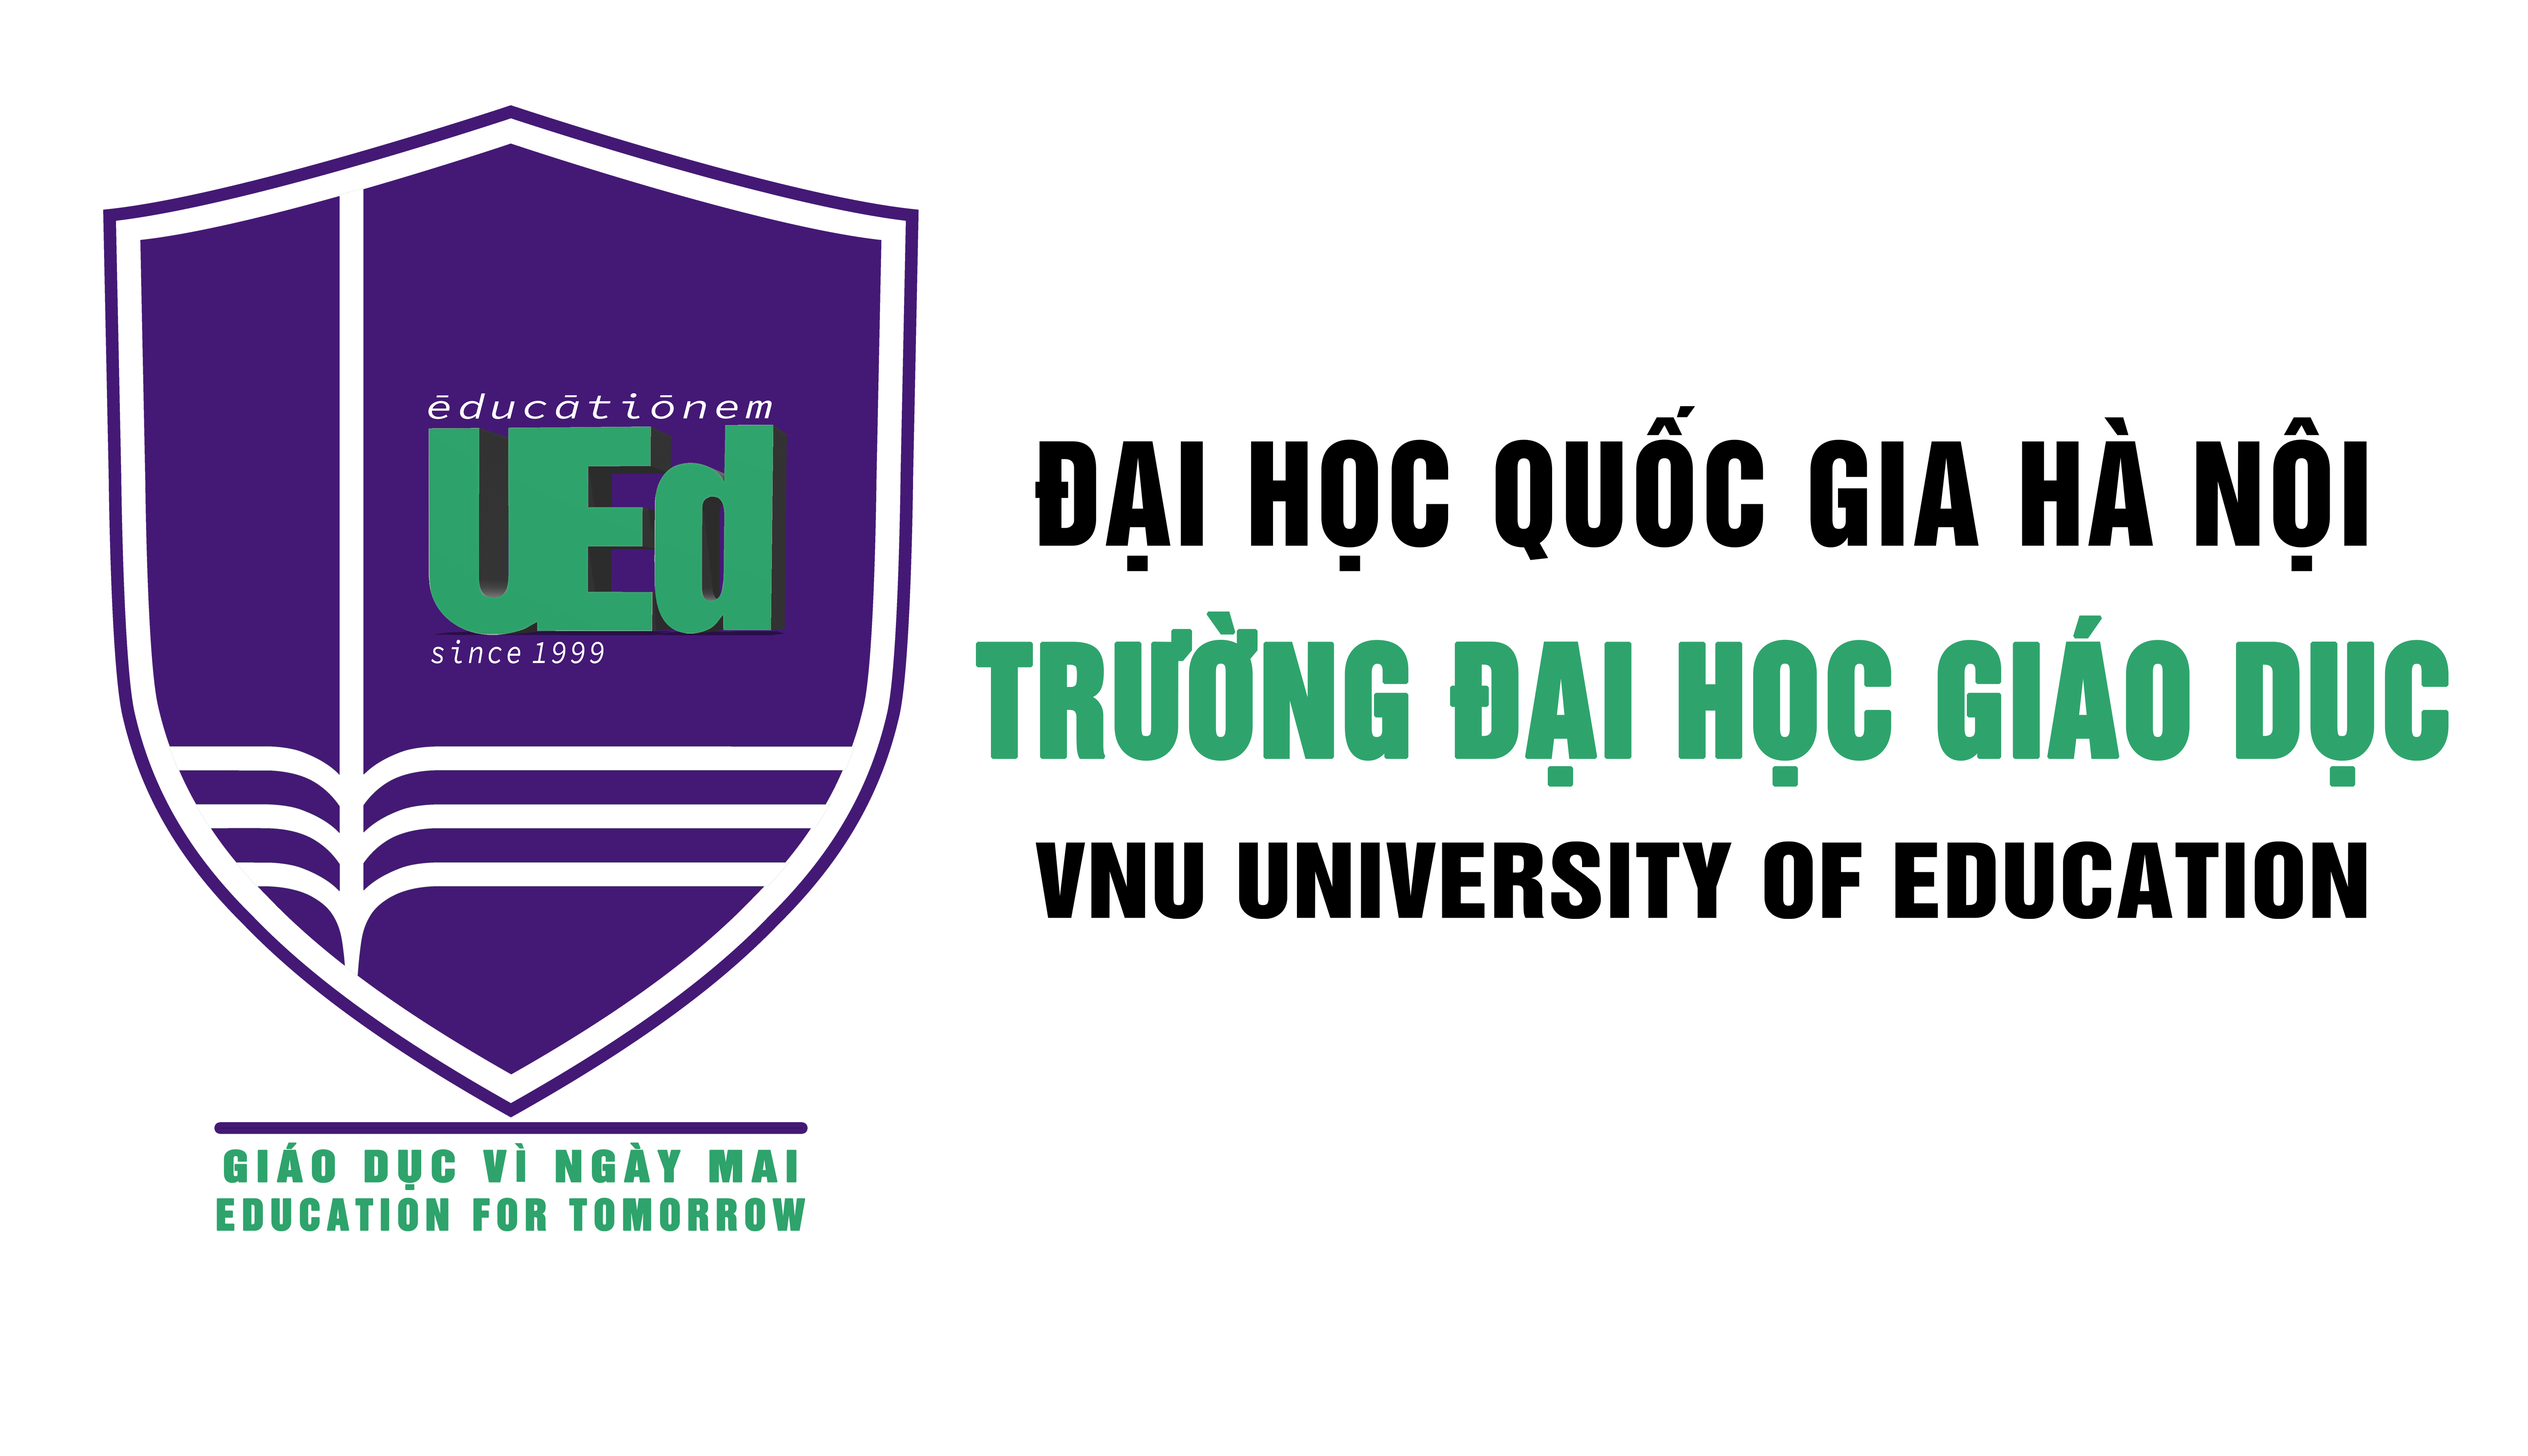 ēducātiōnem
UEd
since 1999
GIÁO DỤC VÌ NGÀY MAI
EDUCATION FOR TOMORROW
ĐẠI HỌC QUỐC GIA HÀ NỘI
TRƯỜNG ĐẠI HỌC GIÁO DỤC
VNU UNIVERSITY OF EDUCATION